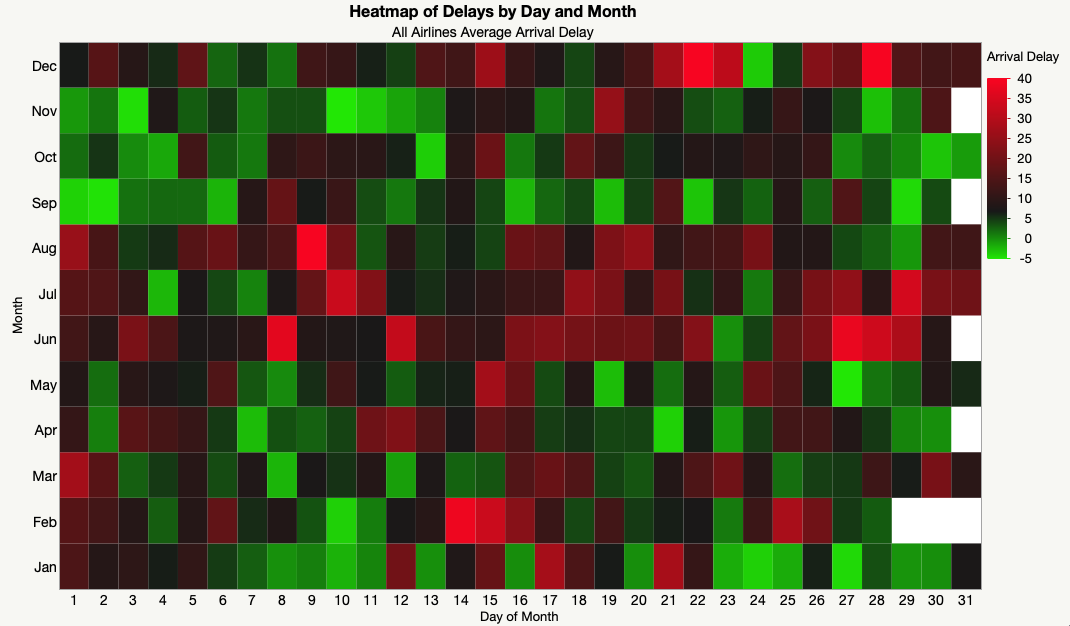 Heatmap of Delays by Day and Month
All Airlines Average Arrival Delay
Arrival Delay
40
35
30
25
20
15
10
5
0
-5
Month
Dec
Nov
Oct
Sep
Aug
Jul
Jun
May
Apr
Mar
Feb
Jan
1 2 3 4 5 6 7 8 9 10 11 12 13 14 15 16 17 18 19 20 21 22 23 24 25 26 27 28 29 30 31
Day of Month